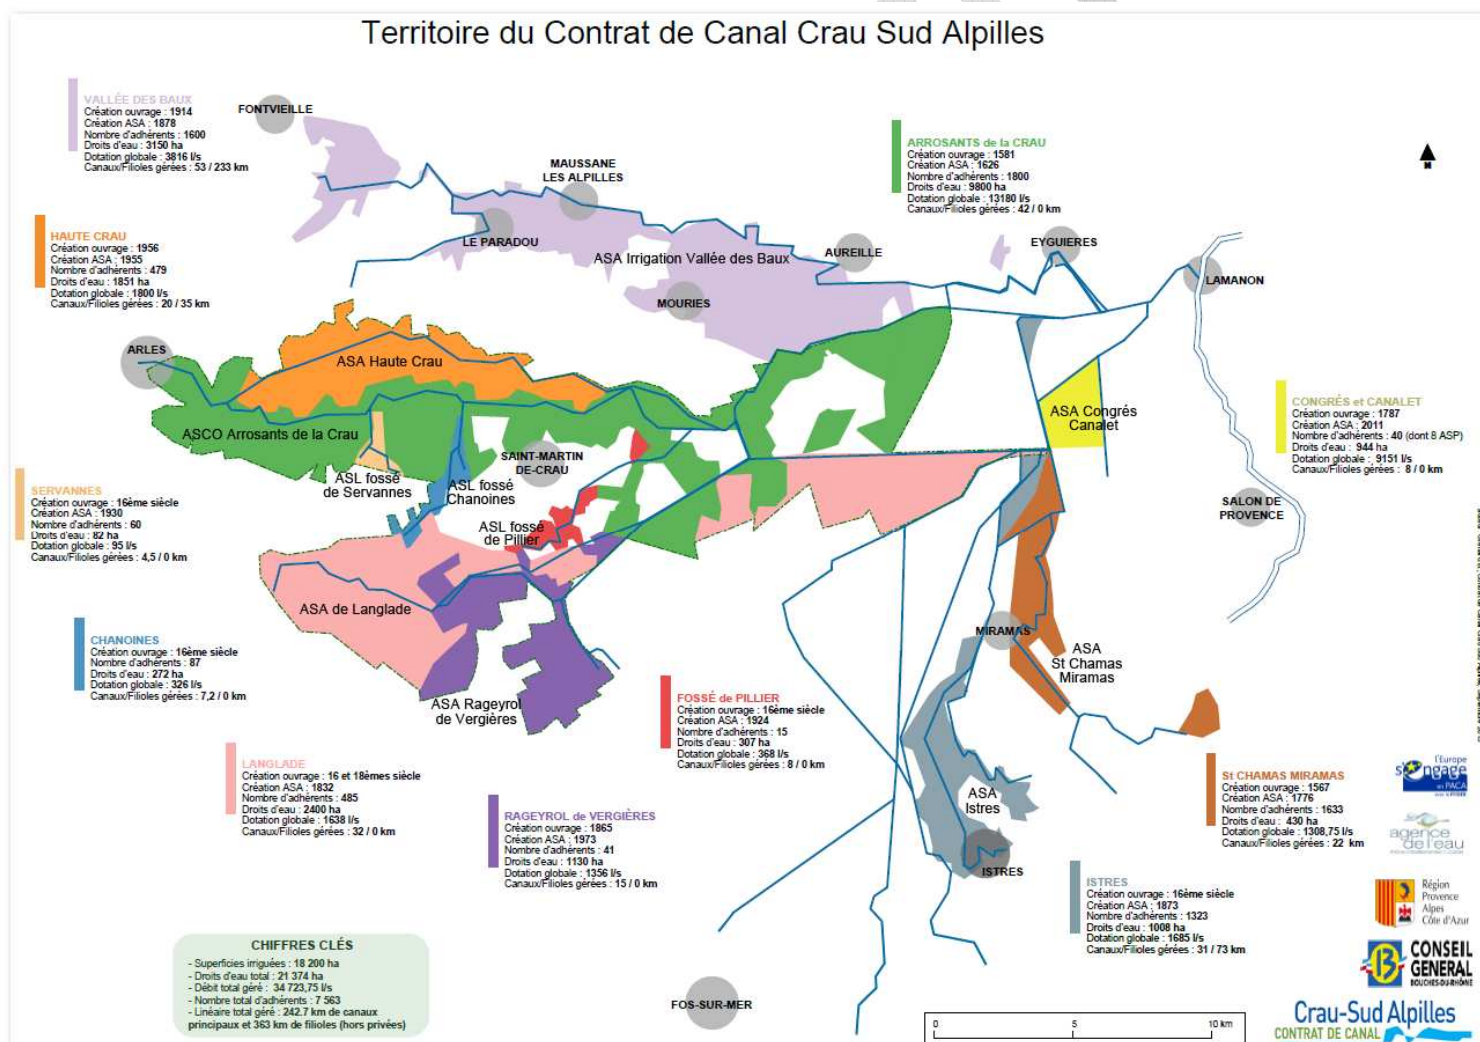 Territoire du Contrat de Canal Crau Sud Alpilles
VALLÉE DES BAUX
Création ouvrage : 1914
Création ASA : 1878
Nombre d'adhérents : 1600
Droits d'eau : 3150 ha
Dotation globale : 3816 l/s
Canaux/Filioles gérées : 53 / 233 km
FONTVIEILLE
MAUSSANE
LES ALPILLES
ARROSANTS de la CRAU
Création ouvrage : 1581
Création ASA : 1626
Nombre d'adhérents : 1800
Droits d'eau : 9800 ha
Dotation globale : 13180 l/s
Canaux/Filioles gérées : 42 / 0 km
N
HAUTE CRAU
Création ouvrage : 1956
Création ASA : 1955
Nombre d'adhérents : 479
Droits d'eau : 1851 ha
Dotation globale : 1800 l/s
Canaux/Filioles gérées : 20 / 35 km
LE PARADOU
ASA Irrigation Vallée des Baux
AUREILLE
EYGUIERES
LAMANON
MOURIES
ARLES
ASA Haute Crau
ASCO Arrosants de la Crau
SAINT-MARTIN
DE-CRAU
ASA Congrés
Canalet
CONGRÉS et CANALET
Création ouvrage : 1787
Création ASA : 2011
Nombre d'adhérents : 40 (dont 8 ASP)
Droits d'eau : 944 ha
Dotation globale : 9151 l/s
Canaux/Filioles gérées : 8 / 0 km
ASL fossé
de Servannes
ASL fossé
Chanoines
ASL fossé
de Pillier
SALON DE
PROVENCE
SERVANNES
Création ouvrage : 16ème siècle
Création ASA : 1930
Nombre d'adhérents : 60
Droits d'eau : 82 ha
Dotation globale : 95 l/s
Canaux/Filioles gérées : 4,5 / 0 km
ASA de Langlade
MIRAMAS
ASA
St Chamas
Miramas
CHANOINES
Création ouvrage : 16ème siècle
Nombre d'adhérents : 87
Droits d'eau : 272 ha
Dotation globale : 326 l/s
Canaux/Filioles gérées : 7,2 / 0 km
ASA Rageyrol
de Vergières
FOSSÉ de PILLIER
Création ouvrage : 16ème siècle
Création ASA : 1924
Nombre d'adhérents : 15
Droits d'eau : 307 ha
Dotation globale : 368 l/s
Canaux/Filioles gérées : 8 / 0 km
LANGLADE
Création ouvrage : 16 et 18èmes siècle
Création ASA : 1832
Nombre d'adhérents : 485
Droits d'eau : 2400 ha
Dotation globale : 1638 l/s
Canaux/Filioles gérées : 32 / 0 km
RAGEYROL de VERGIÈRES
Création ouvrage : 1865
Création ASA : 1973
Nombre d'adhérents : 41
Droits d'eau : 1130 ha
Dotation globale : 1356 l/s
Canaux/Filioles gérées : 15 / 0 km
ASA
Istres
ISTRES
St CHAMAS MIRAMAS
Création ouvrage : 1567
Création ASA : 1776
Nombre d'adhérents : 1633
Droits d'eau : 430 ha
Dotation globale : 1308,75 l/s
Canaux/Filioles gérées : 22 km
ISTRES
Création ouvrage : 16ème siècle
Création ASA : 1873
Nombre d'adhérents : 1323
Droits d'eau : 1008 ha
Dotation globale : 1685 l/s
Canaux/Filioles gérées : 31 / 73 km
CHIFFRES CLÉS
- Superficies irriguées : 18 200 ha
- Droits d'eau total : 21 374 ha
- Débit total géré : 34 723,75 l/s
- Nombre total d'adhérents : 7 563
- Linéaire total géré : 242.7 km de canaux
principaux et 363 km de filioles (hors privées)
FOS-SUR-MER
0 5 10 km
l'Europe
s'engage
en PACA
agence
de l'eau
Région
Provence
Alpes
Côte d'Azur
CONSEIL
GENERAL
BOUCHES-DU-RHÔNE
Crau-Sud Alpilles
CONTRAT DE CANAL